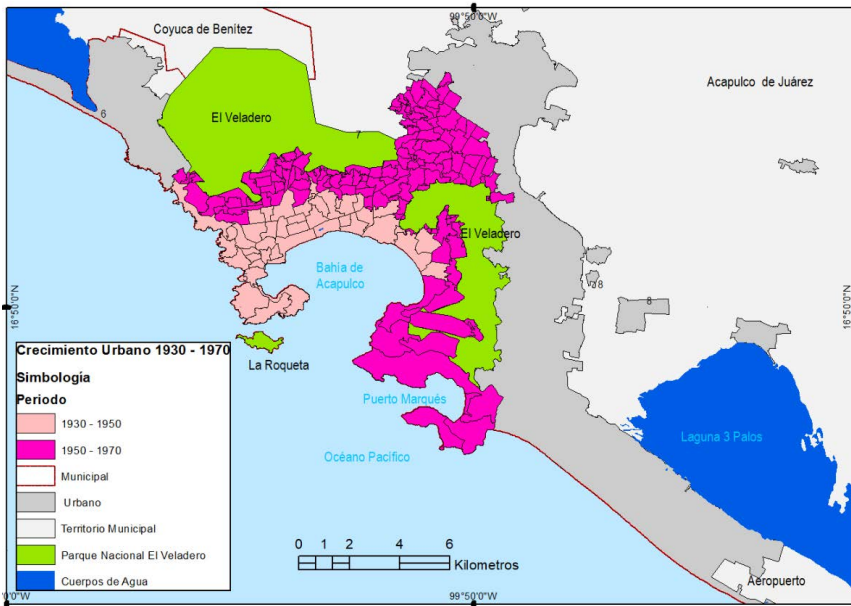 99°50'0"W
Coyuca de Benítez
Acapulco de Juárez
6
El Veladero
7
El Veladero
Bahía de
Acapulco
8
8
16°50'0"N
16°50'0"N
La Roqueta
Puerto Marqués
Laguna 3 Palos
Océano Pacífico
Crecimiento Urbano 1930 - 1970
Simbología
Periodo
1930 - 1950
1950 - 1970
Municipal
Urbano
Territorio Municipal
Parque Nacional El Veladero
Cuerpos de Agua
0 1 2 4 6
Kilometros
Aeropuerto
0'0"W
99°50'0"W